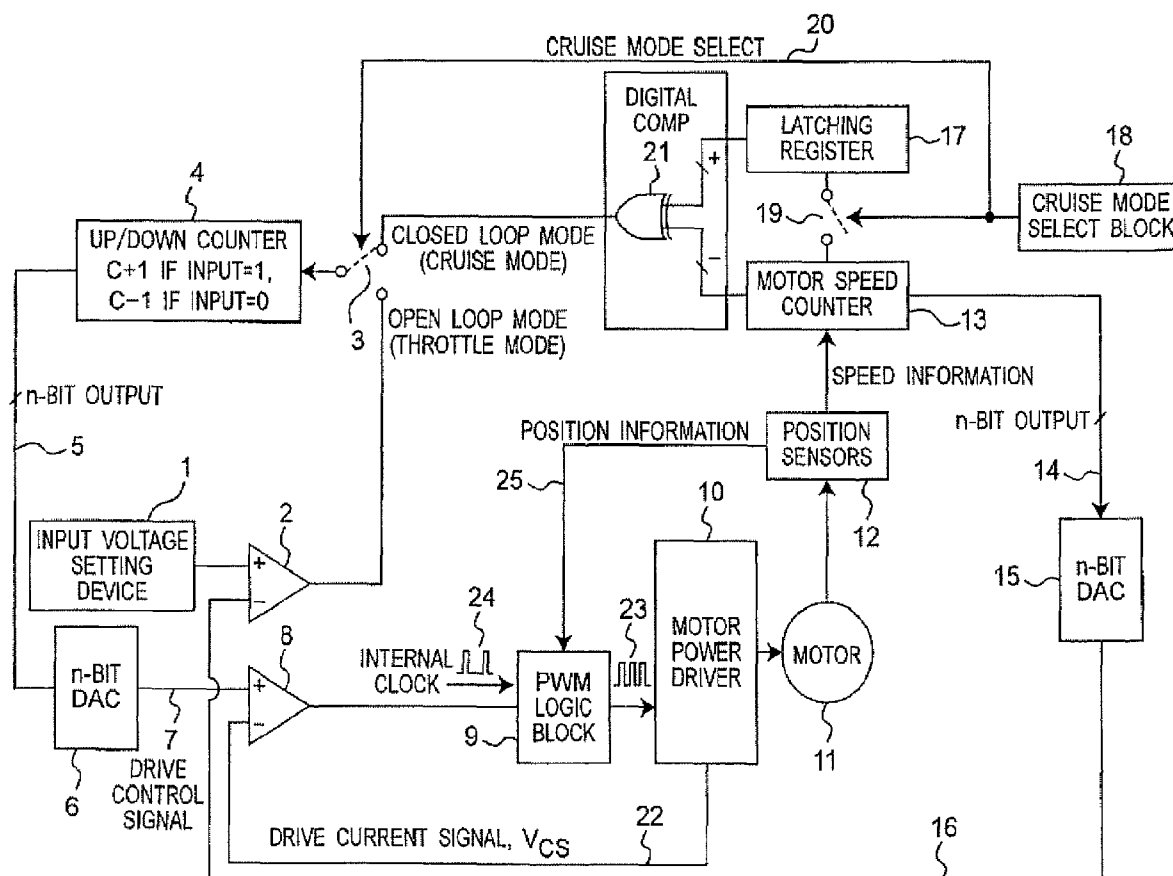 20
CRUISE MODE SELECT
DIGITAL
COMP
21
+
−
LATCHING
REGISTER
17
18
CRUISE MODE
SELECT BLOCK
19
4
UP/DOWN COUNTER
C+1 IF INPUT=1,
C−1 IF INPUT=0
3
CLOSED LOOP MODE
(CRUISE MODE)
OPEN LOOP MODE
(THROTTLE MODE)
MOTOR SPEED
COUNTER
13
SPEED INFORMATION
n-BIT OUTPUT
5
n-BIT OUTPUT
14
POSITION INFORMATION
25
POSITION
SENSORS
12
1
INPUT VOLTAGE
SETTING
DEVICE
2
+
−
10
MOTOR
POWER
DRIVER
15
n-BIT
DAC
24
INTERNAL
CLOCK
23
PWM
LOGIC
BLOCK
9
MOTOR
11
n-BIT
DAC
6
7
DRIVE
CONTROL
SIGNAL
8
+
−
DRIVE CURRENT SIGNAL, VCS
22
16